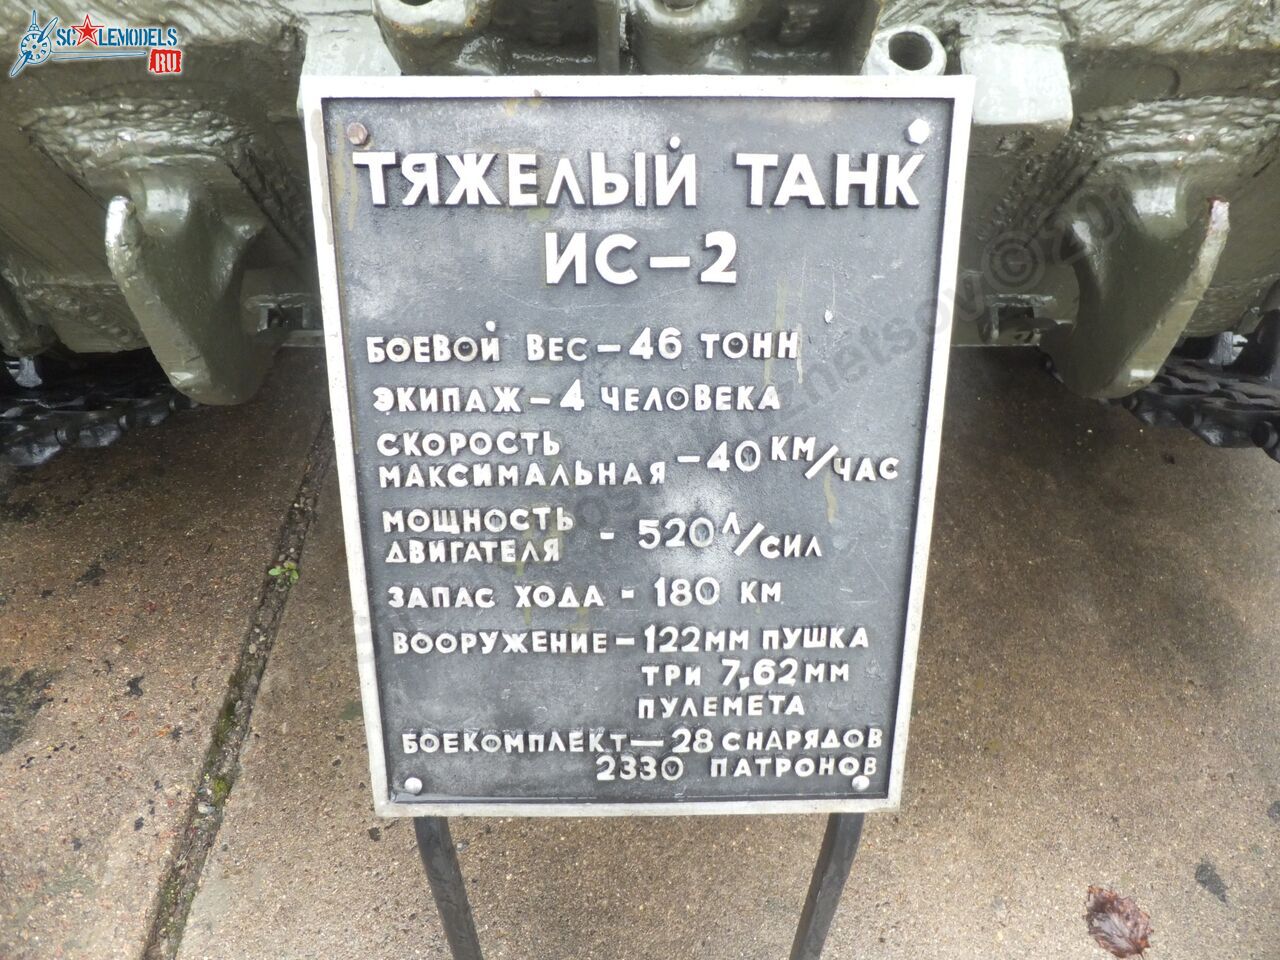 SCALEMODELS
RU
ТЯЖЕЛЫЙ ТАНК
ИС-2
БОЕВОЙ ВЕС-46 ТОНН
ЭКИПАЖ-4 ЧЕЛОВЕКА
СКОРОСТЬ
МАКСИМАЛЬНАЯ -40 КМ/ЧАС
МОЩНОСТЬ
ДВИГАТЕЛЯ - 520 Л/СИЛ
ЗАПАС ХОДА - 180 КМ
ВООРУЖЕНИЕ-122ММ ПУШКА
ТРИ 7,62ММ
ПУЛЕМЕТА
БОЕКОМПЛЕКТ-28 СНАРЯДОВ
2330 ПАТРОНОВ